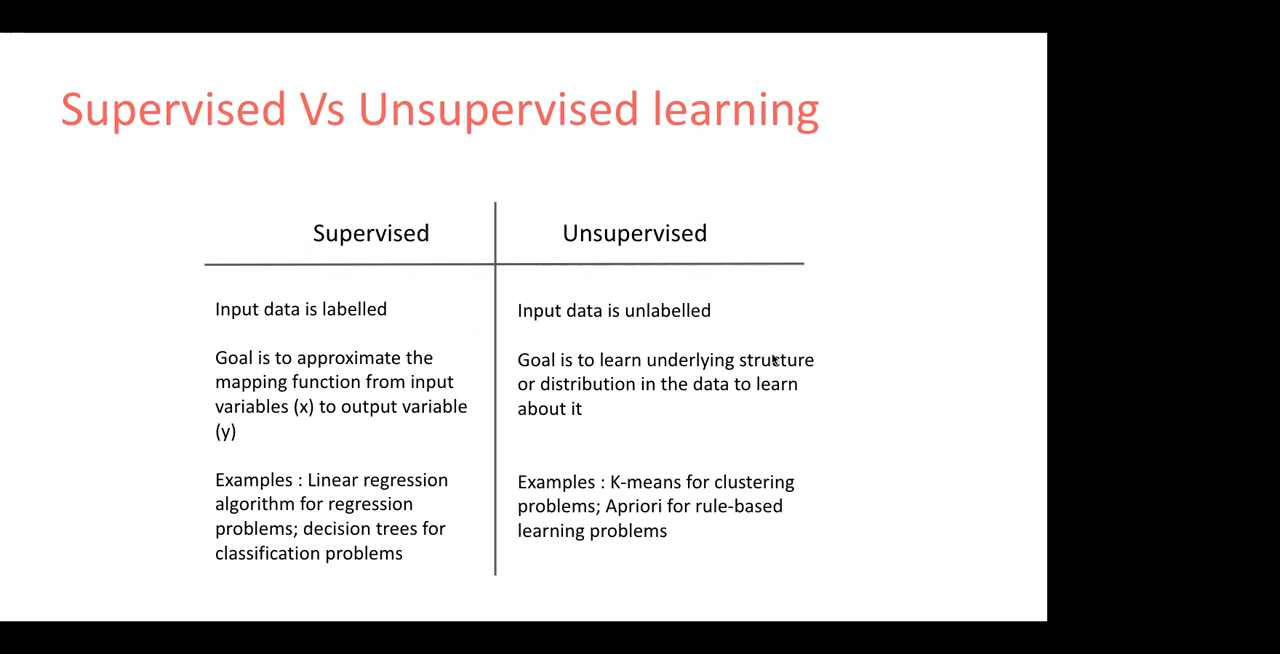 Supervised Vs Unsupervised learning
Supervised
Unsupervised
Input data is labelled
Goal is to approximate the
mapping function from input
variables (x) to output variable
(y)
Examples : Linear regression
algorithm for regression
problems; decision trees for
classification problems
Input data is unlabelled
Goal is to learn underlying structure
or distribution in the data to learn
about it
Examples : K-means for clustering
problems; Apriori for rule-based
learning problems